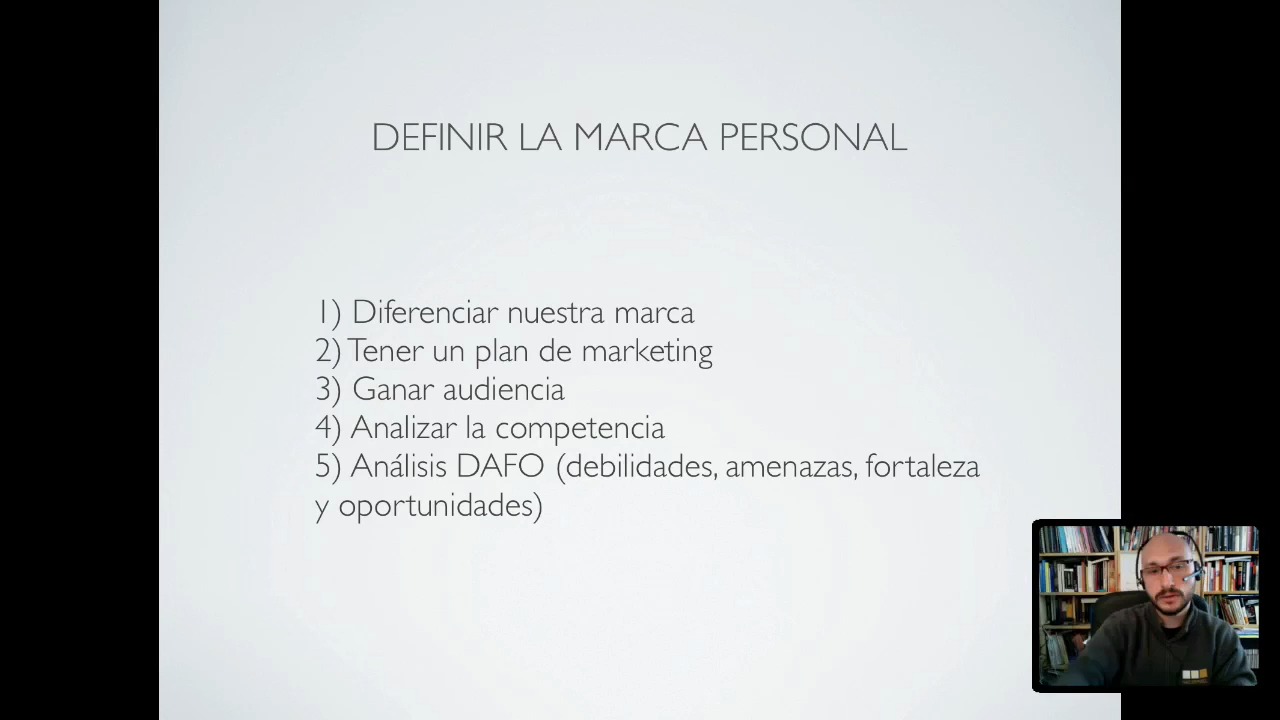 DEFINIR LA MARCA PERSONAL
1) Diferenciar nuestra marca
2) Tener un plan de marketing
3) Ganar audiencia
4) Analizar la competencia
5) Análisis DAFO (debilidades, amenazas, fortaleza
y oportunidades)